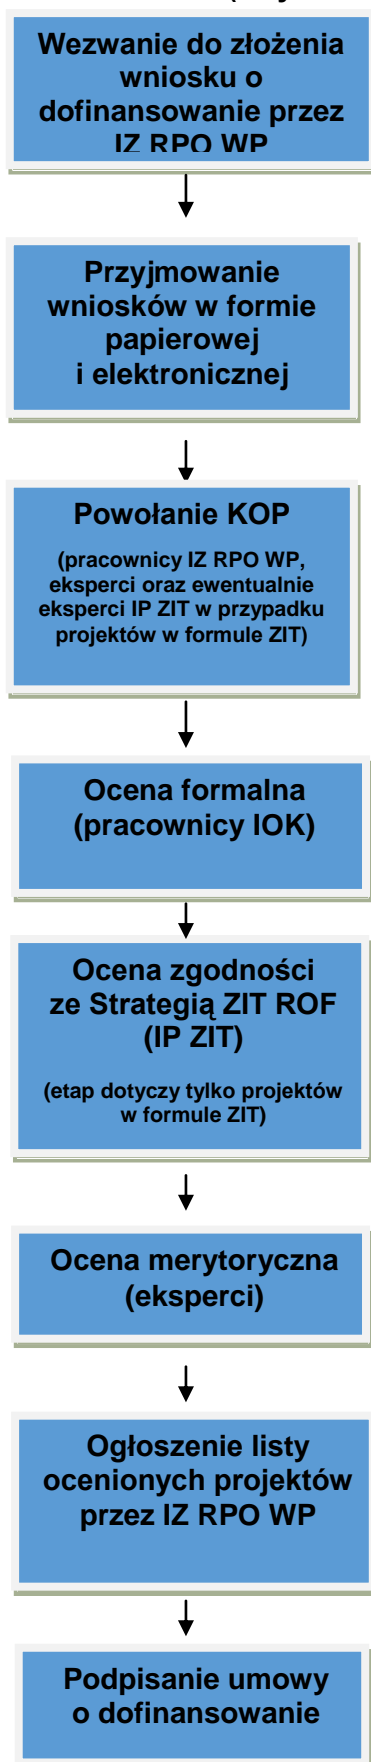 Wezwanie do złożenia
wniosku o
dofinansowanie przez
IZ RPO WP
Przyjmowanie
wniosków w formie
papierowej
i elektronicznej
Powołanie KOP
(pracownicy IZ RPO WP,
eksperci oraz ewentualnie
eksperci IP ZIT w przypadku
projektów w formule ZIT)
Ocena formalna
(pracownicy IOK)
Ocena zgodności
ze Strategią ZIT ROF
(IP ZIT)
(etap dotyczy tylko projektów
w formule ZIT)
Ocena merytoryczna
(eksperci)
Ogłoszenie listy
ocenionych projektów
przez IZ RPO WP
Podpisanie umowy
o dofinansowanie